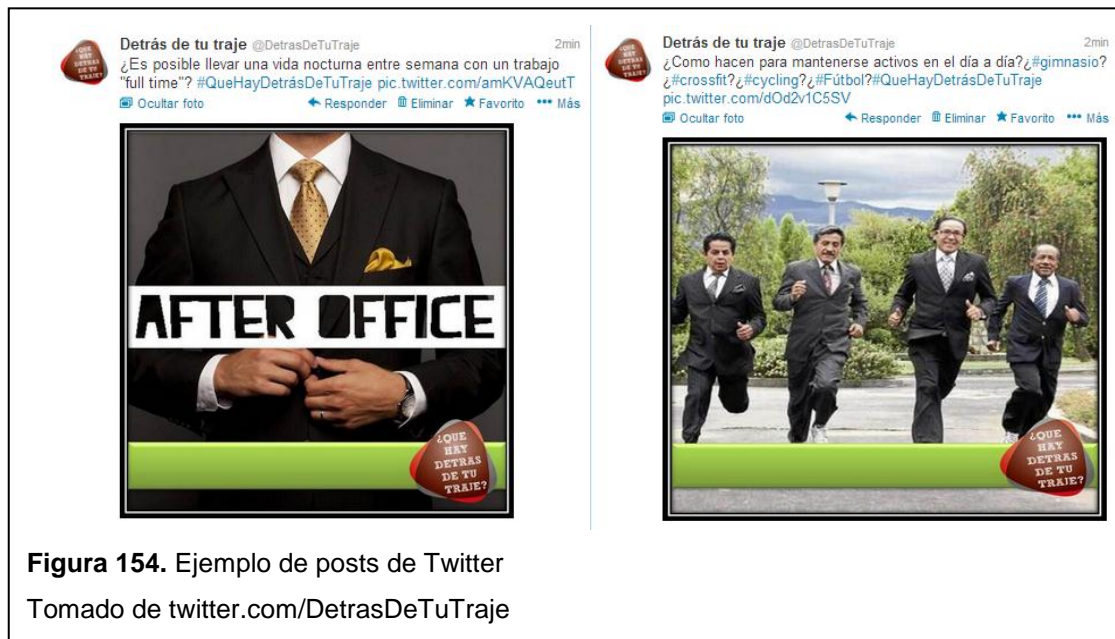 Detrás de tu traje @DetrasDeTuTraje 2min
¿Es posible llevar una vida nocturna entre semana con un trabajo
"full time"? #QueHayDetrásDeTuTraje pic.twitter.com/amKVAQeutT
Ocultar foto Responder Eliminar Favorito Más
AFTER OFFICE
¿QUE
HAY
DETRAS
DE TU
TRAJE?
Detrás de tu traje @DetrasDeTuTraje 2min
¿Como hacen para mantenerse activos en el día a día?¿#gimnasio?
¿#crossfit?¿#cycling?¿#Fútbol?#QueHayDetrásDeTuTraje
pic.twitter.com/dOd2v1C5SV
Ocultar foto Responder Eliminar Favorito Más
¿QUE
HAY
DETRAS
DE TU
TRAJE?
Figura 154. Ejemplo de posts de Twitter
Tomado de twitter.com/DetrasDeTuTraje